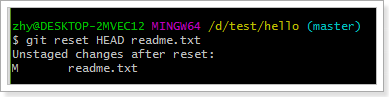 zhy@DESKTOP-2MVEC12 MINGW64 /d/test/hello (master)
$ git reset HEAD readme.txt
Unstaged changes after reset:
M       readme.txt